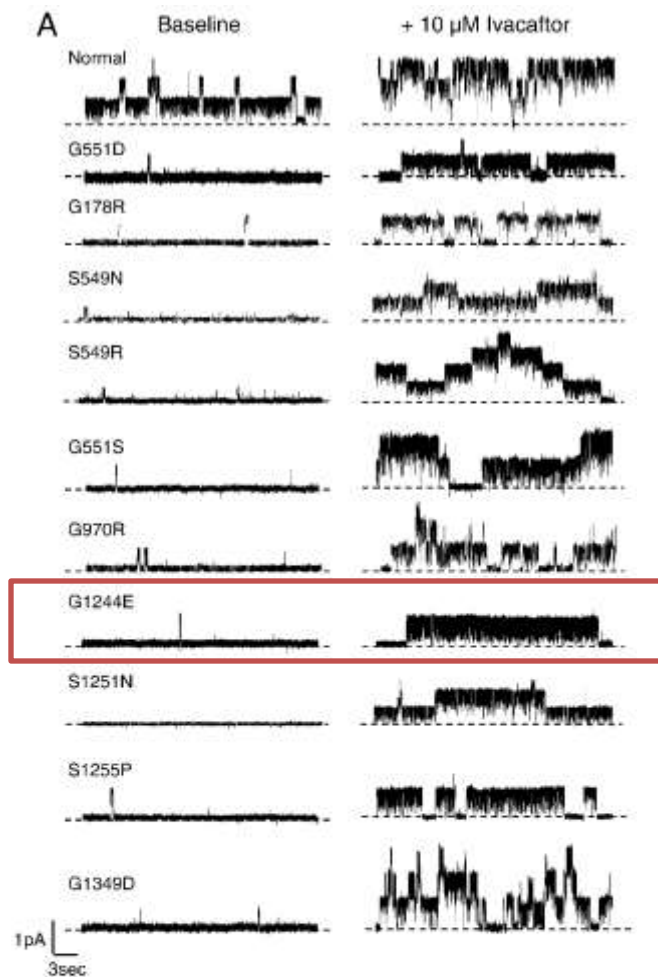 A
Baseline + 10 µM Ivacaftor
Normal
G551D
G178R
S549N
S549R
G551S
G970R
G1244E
S1251N
S1255P
G1349D
1pA
3sec